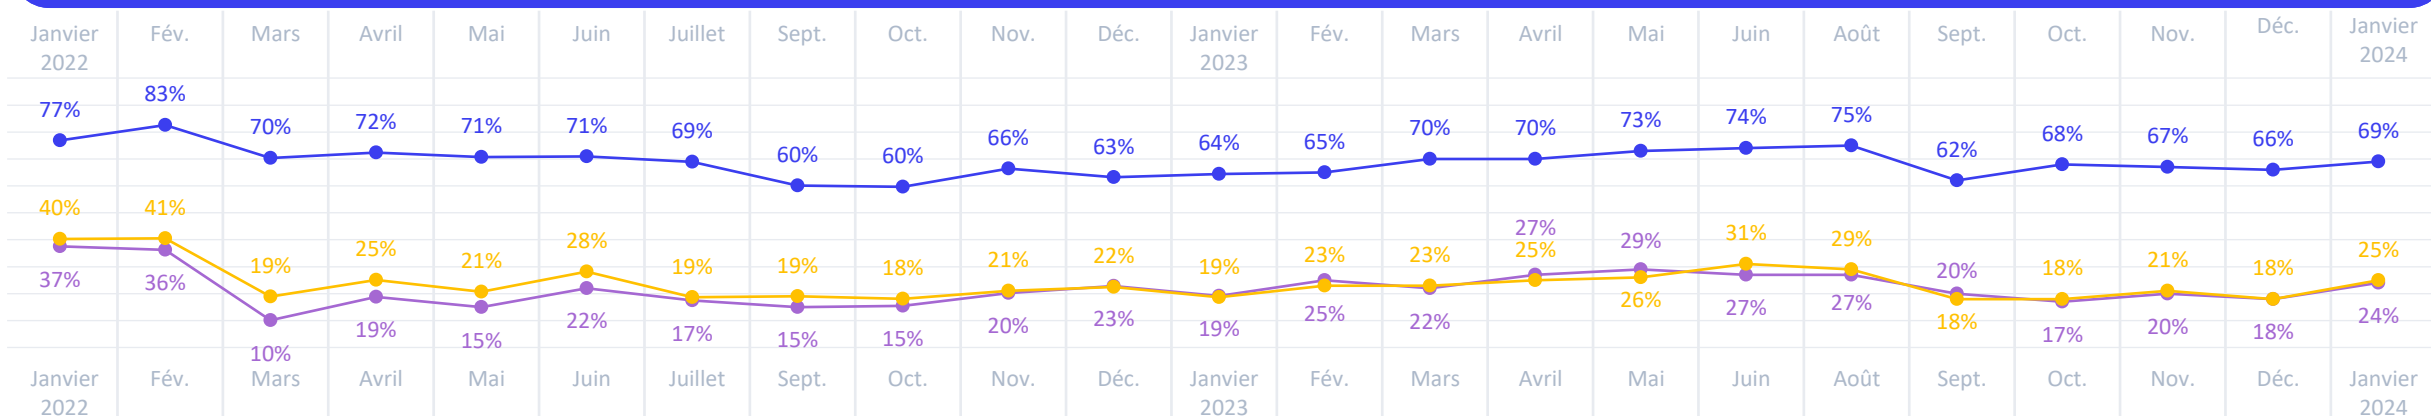 Janvier Fév. Mars Avril Mai Juin Juillet Sept. Oct. Nov. Déc. Janvier Fév. Mars Avril Mai Juin Août Sept. Oct. Nov. Déc. Janvier
2022 2023 2024
77% 83% 70% 72% 71% 71% 69% 60% 60% 66% 63% 64% 65% 70% 70% 73% 74% 75% 62% 68% 67% 66% 69%
40% 41% 19% 25% 21% 28% 19% 19% 18% 21% 22% 19% 23% 23% 25% 26% 31% 29% 18% 18% 21% 18% 25%
37% 36% 10% 19% 15% 22% 17% 15% 15% 20% 23% 19% 25% 22% 27% 29% 27% 27% 20% 17% 20% 18% 24%
Janvier Fév. Mars Avril Mai Juin Juillet Sept. Oct. Nov. Déc. Janvier Fév. Mars Avril Mai Juin Août Sept. Oct. Nov. Déc. Janvier
2022 2023 2024